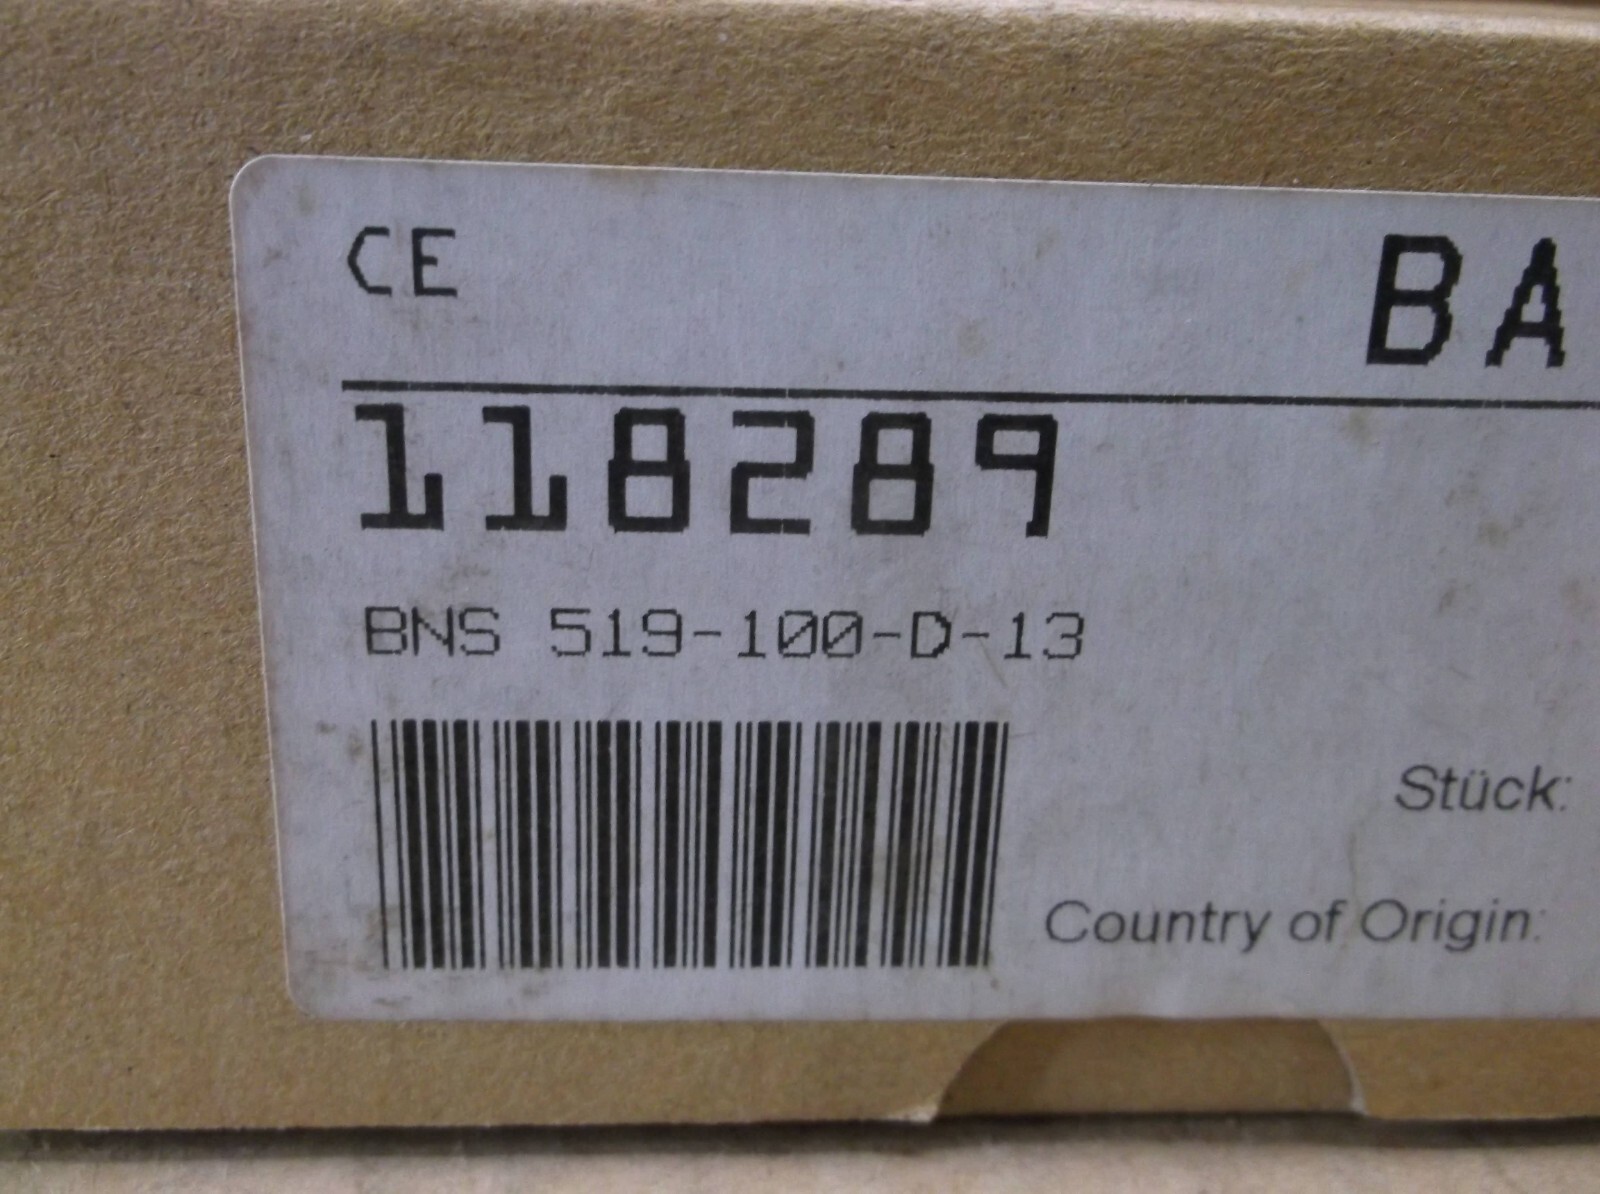 CE
BA
118289
BNS 519-100-D-13
Stück:
Country of Origin: